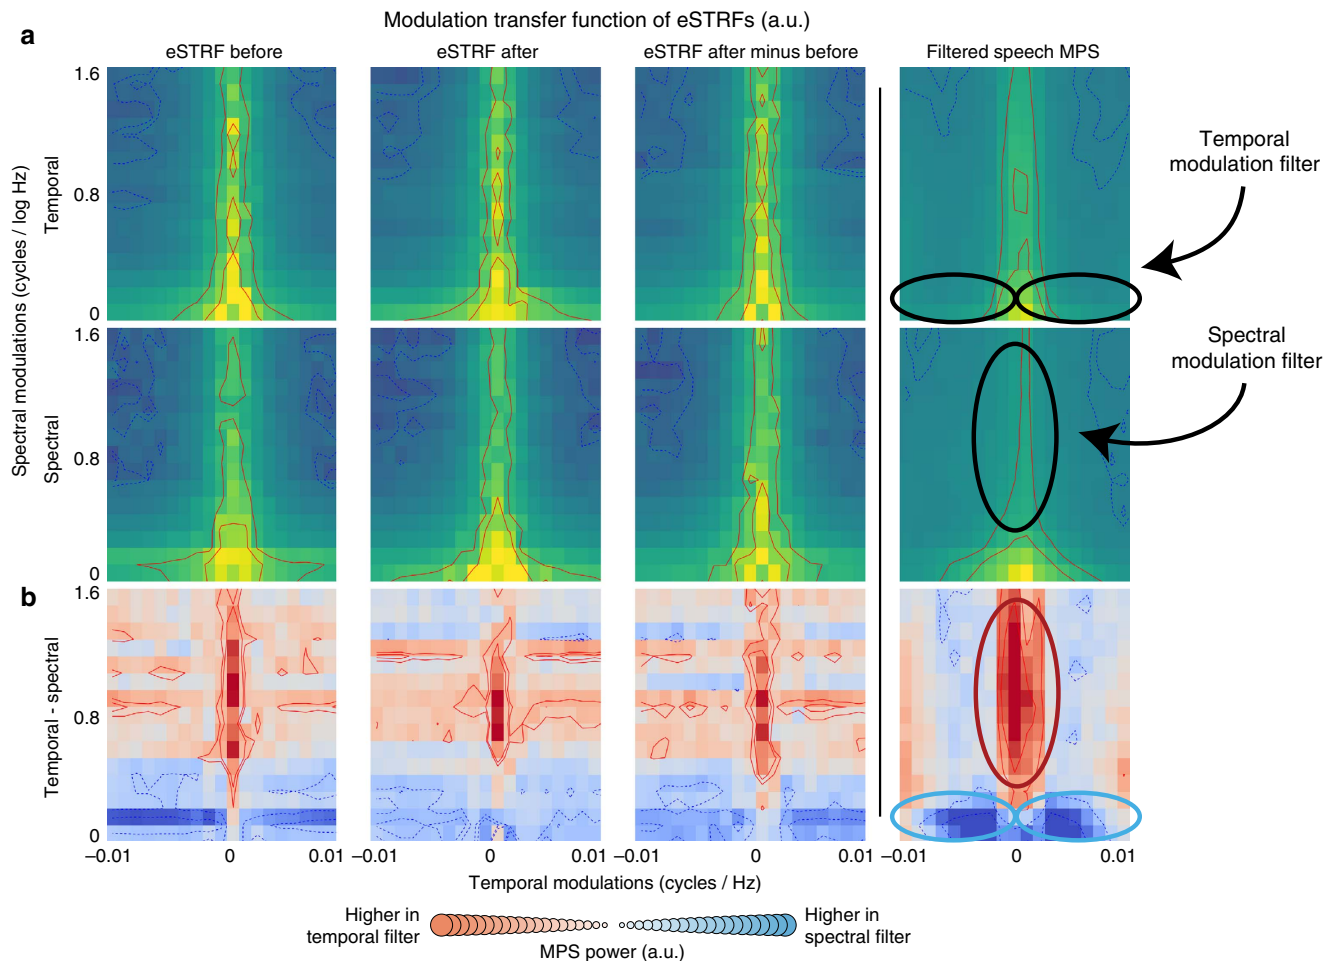 Modulation transfer function of eSTRFs (a.u.)
a
eSTRF before
eSTRF after
eSTRF after minus before
Filtered speech MPS
1.6
0.8
0
Temporal
Spectral modulations (cycles / log Hz)
Temporal
modulation filter
1.6
0.8
0
Spectral
Spectral
modulation filter
b
1.6
0.8
0
Temporal - spectral
–0.01
0
0.01
–0.01
0
0.01
–0.01
0
0.01
–0.01
0
0.01
Temporal modulations (cycles / Hz)
Higher in
temporal filter
Higher in
spectral filter
MPS power (a.u.)